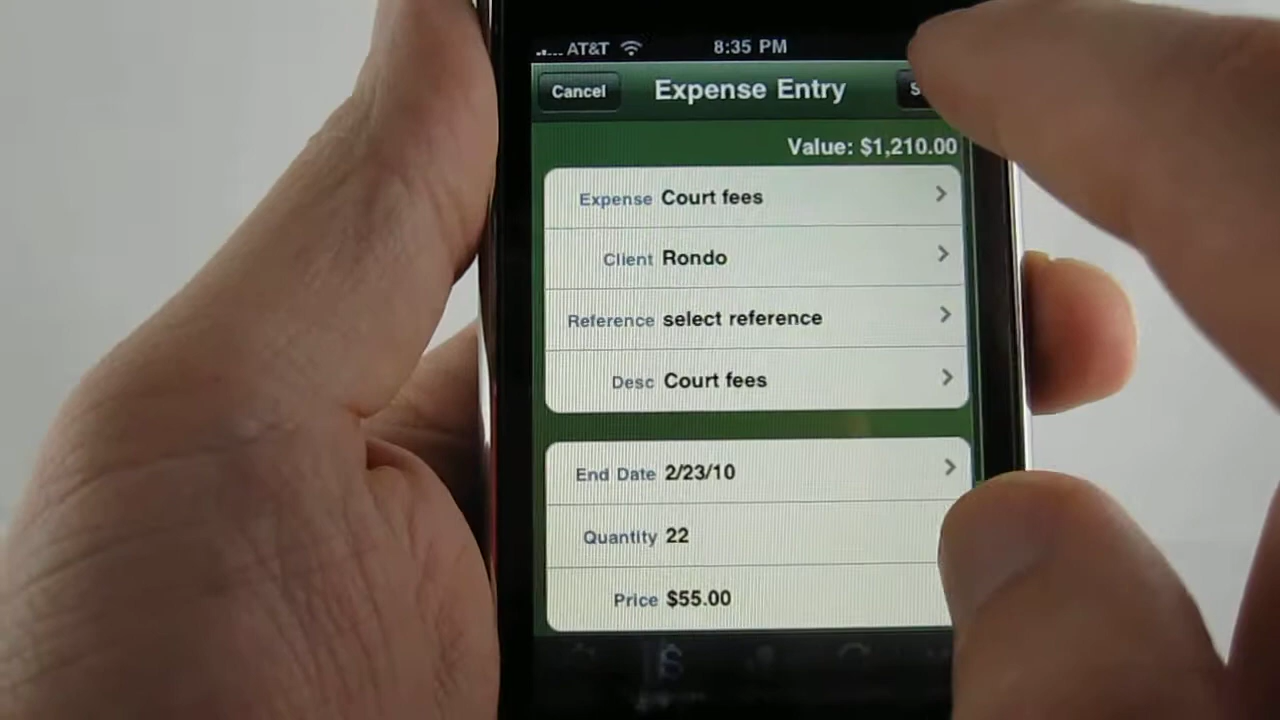 AT&T 8:35 PM
Cancel Expense Entry
Value: $1,210.00
Expense Court fees
Client Rondo
Reference select reference
Desc Court fees
End Date 2/23/10
Quantity 22
Price $55.00